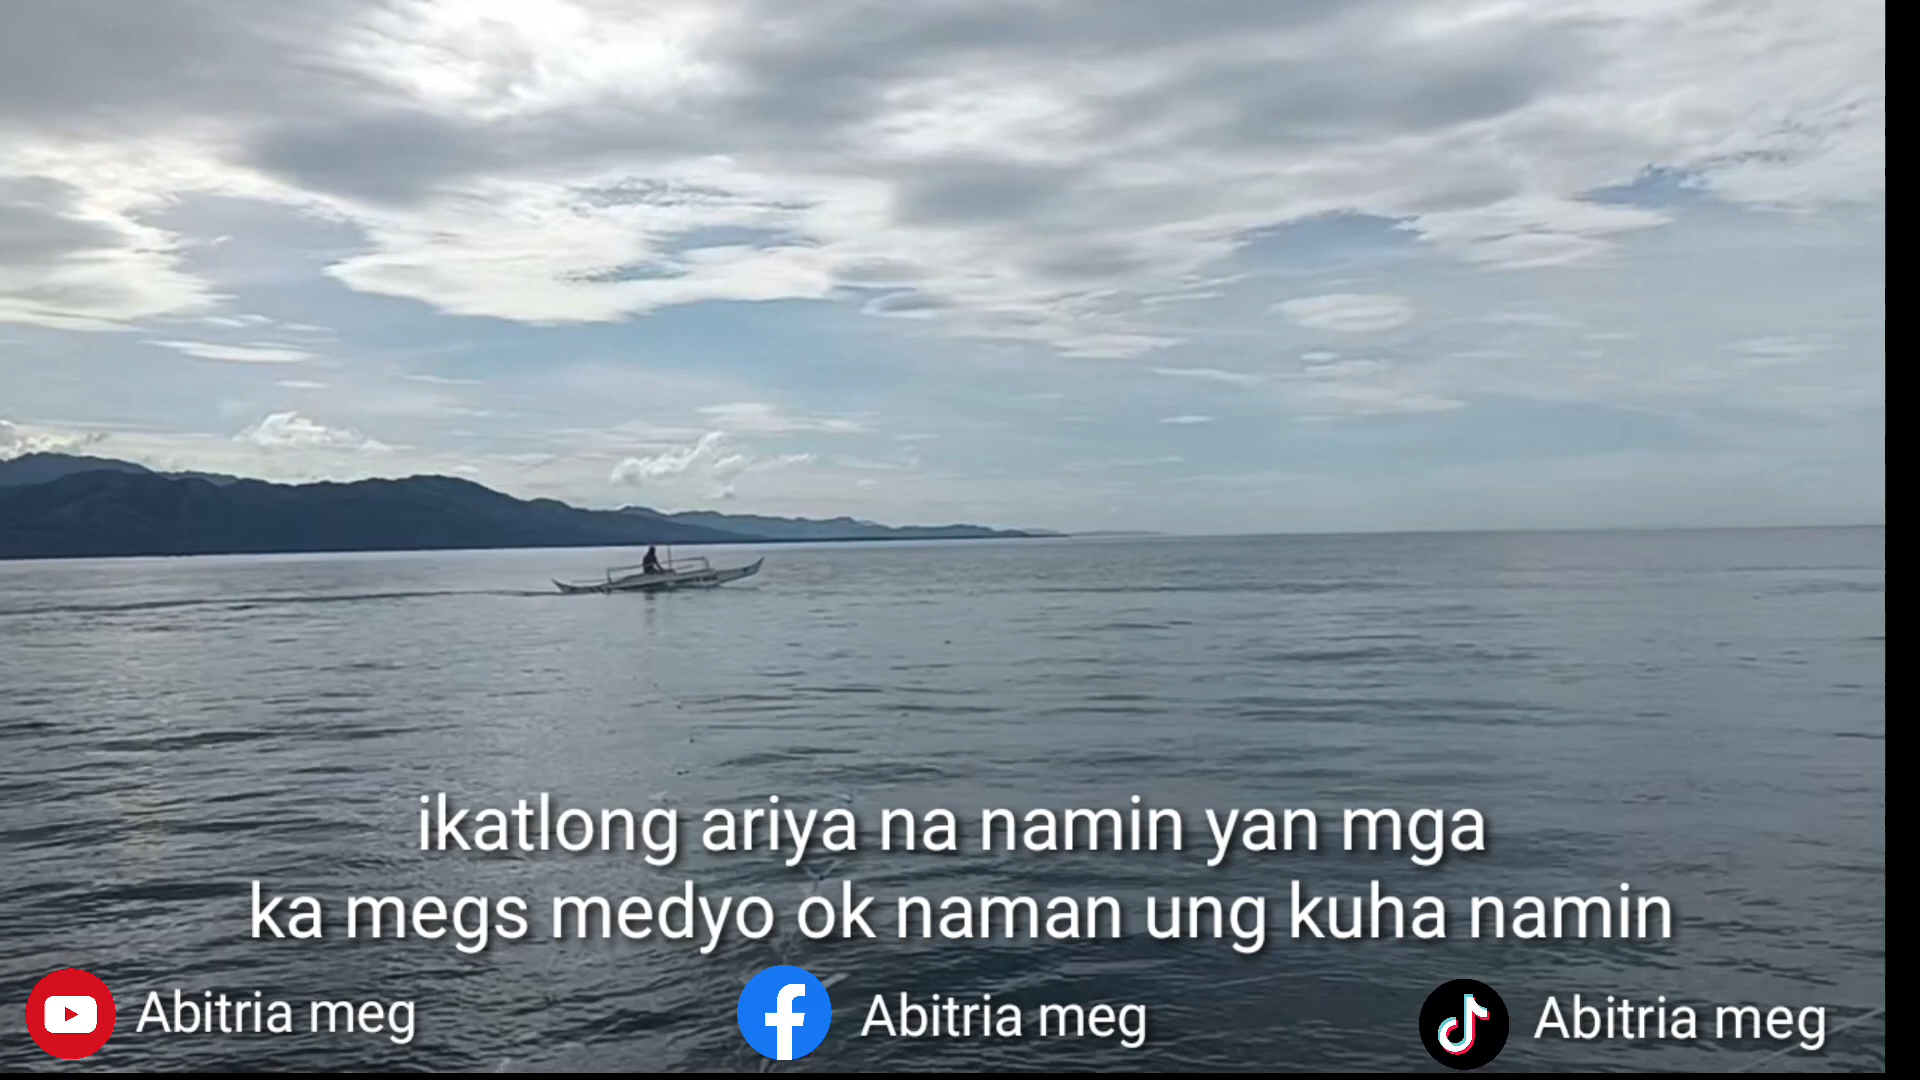 ikatlong ariya na namin yan mga
ka megs medyo ok naman ung kuha namin
Abitria meg
Abitria meg
Abitria meg